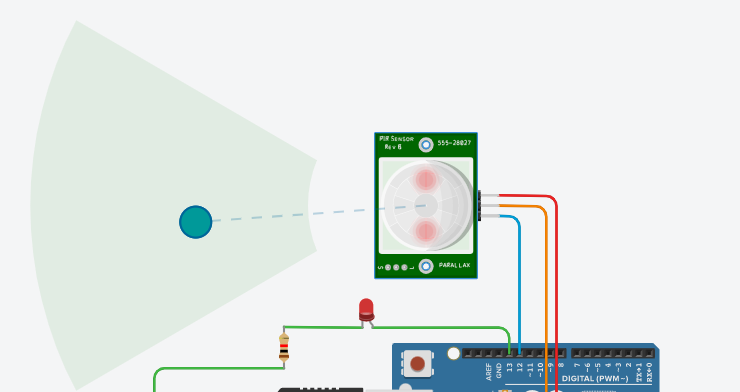 PIR SENSOR
REV 6
555-28027
S L
PARALLAX
AREF
GND
13
12
~11
~10
~9
8
7
~6
~5
4
~3
2
TX→1
RX←0
DIGITAL (PWM~)